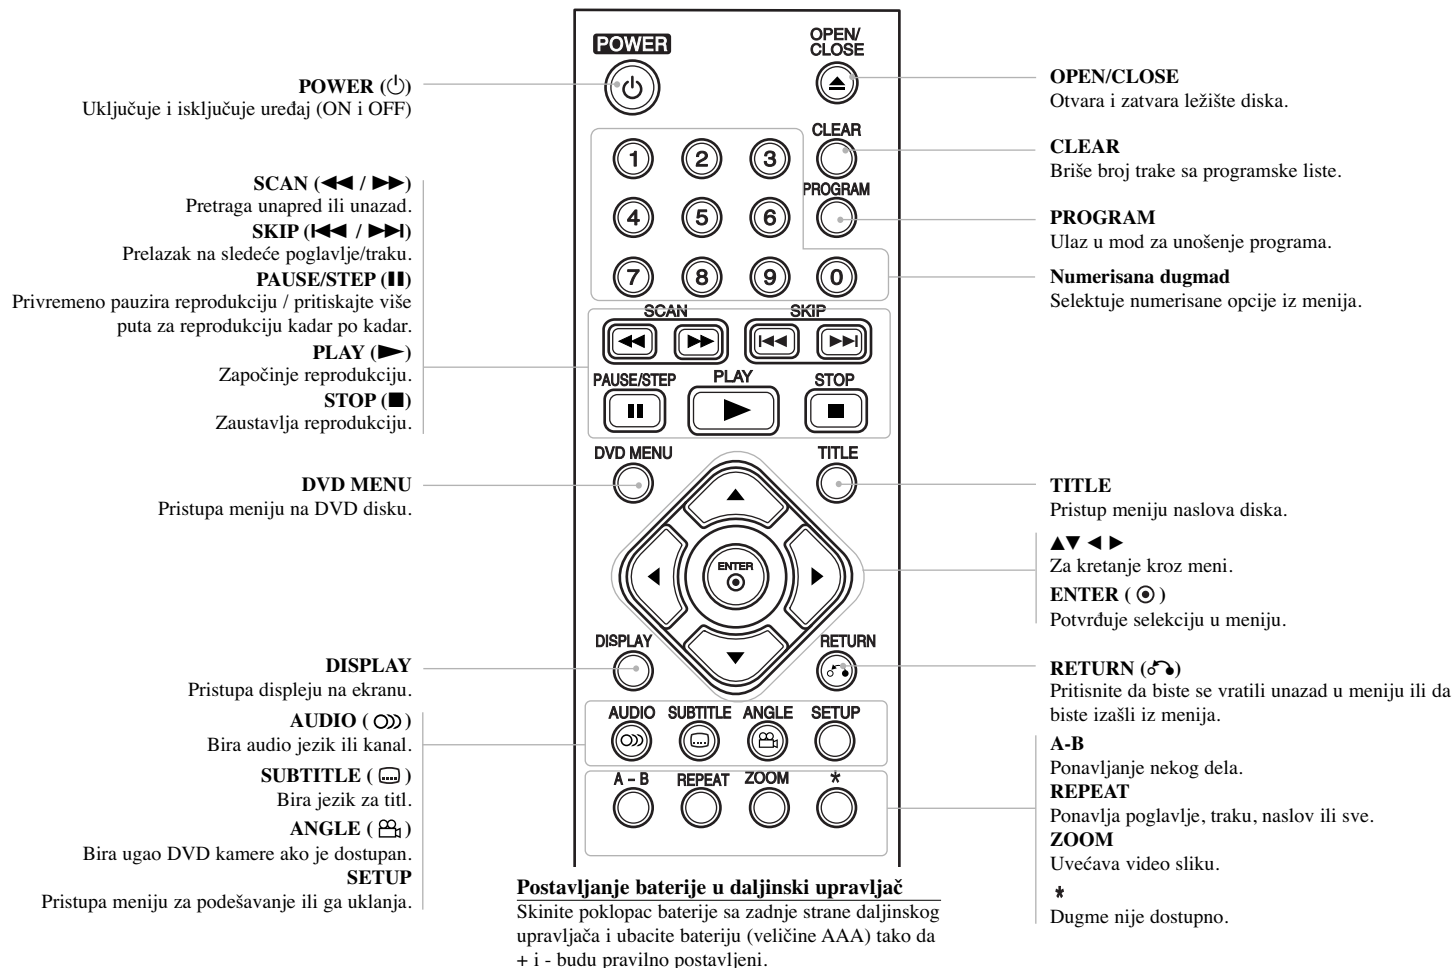 POWER (⏻)
Uključuje i isključuje uređaj (ON i OFF)
SCAN (◀◀ / ▶▶)
Pretraga unapred ili unazad.
SKIP (I◀◀ / ▶▶I)
Prelazak na sledeće poglavlje/traku.
PAUSE/STEP (II)
Privremeno pauzira reprodukciju / pritiskajte više
puta za reprodukciju kadar po kadar.
PLAY (▶)
Započinje reprodukciju.
STOP (■)
Zaustavlja reprodukciju.
DVD MENU
Pristupa meniju na DVD disku.
DISPLAY
Pristupa displeju na ekranu.
AUDIO ( )
Bira audio jezik ili kanal.
SUBTITLE ( )
Bira jezik za titl.
ANGLE ( )
Bira ugao DVD kamere ako je dostupan.
SETUP
Pristupa meniju za podešavanje ili ga uklanja.
POWER
OPEN/
CLOSE
CLEAR
1 2 3
PROGRAM
4 5 6
7 8 9 0
SCAN SKIP
PAUSE/STEP PLAY STOP
DVD MENU TITLE
ENTER
DISPLAY RETURN
AUDIO SUBTITLE ANGLE SETUP
A – B REPEAT ZOOM *
Postavljanje baterije u daljinski upravljač
Skinite poklopac baterije sa zadnje strane daljinskog
upravljača i ubacite bateriju (veličine AAA) tako da
+ i - budu pravilno postavljeni.
OPEN/CLOSE
Otvara i zatvara ležište diska.
CLEAR
Briše broj trake sa programske liste.
PROGRAM
Ulaz u mod za unošenje programa.
Numerisana dugmad
Selektuje numerisane opcije iz menija.
TITLE
Pristup meniju naslova diska.
▲▼ ◀ ▶
Za kretanje kroz meni.
ENTER ( ⦿ )
Potvrđuje selekciju u meniju.
RETURN ( )
Pritisnite da biste se vratili unazad u meniju ili da
biste izašli iz menija.
A-B
Ponavljanje nekog dela.
REPEAT
Ponavlja poglavlje, traku, naslov ili sve.
ZOOM
Uvećava video sliku.
*
Dugme nije dostupno.